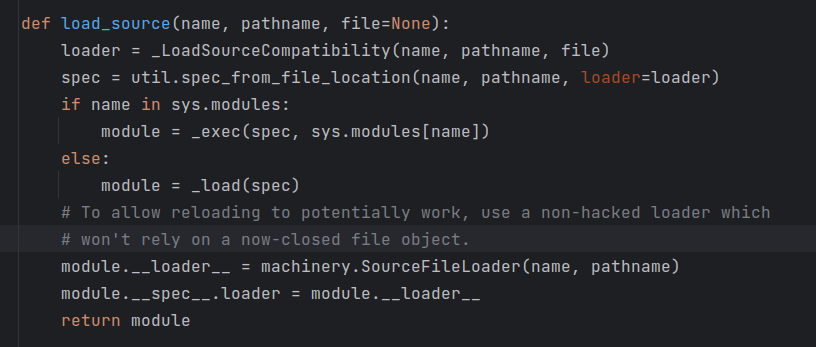 def load_source(name, pathname, file=None):
    loader = _LoadSourceCompatibility(name, pathname, file)
    spec = util.spec_from_file_location(name, pathname, loader=loader)
    if name in sys.modules:
        module = _exec(spec, sys.modules[name])
    else:
        module = _load(spec)
    # To allow reloading to potentially work, use a non-hacked loader which
    # won't rely on a now-closed file object.
    module.__loader__ = machinery.SourceFileLoader(name, pathname)
    module.__spec__.loader = module.__loader__
    return module